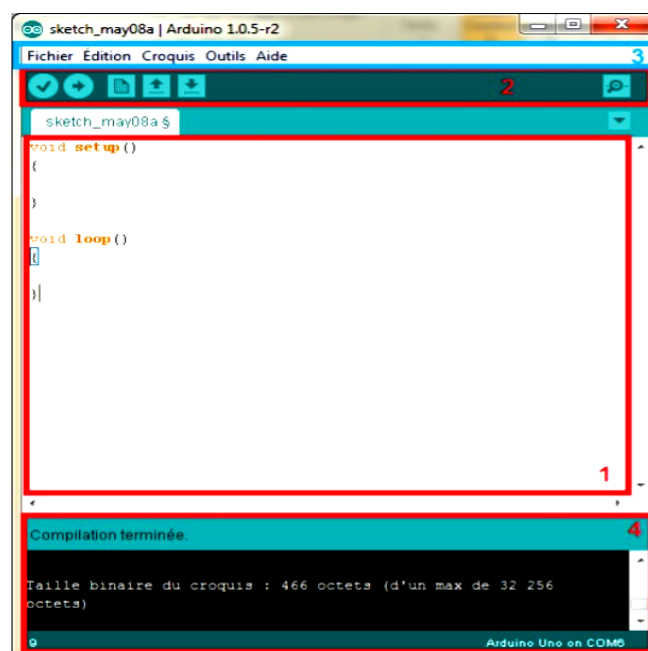 sketch_may08a | Arduino 1.0.5-r2
Fichier Édition Croquis Outils Aide
3
2
sketch_may08a §
void setup()
{
}
void loop()
{
}
1
Compilation terminée.
4
Taille binaire du croquis : 466 octets (d'un max de 32 256
octets)
9
Arduino Uno on COM6